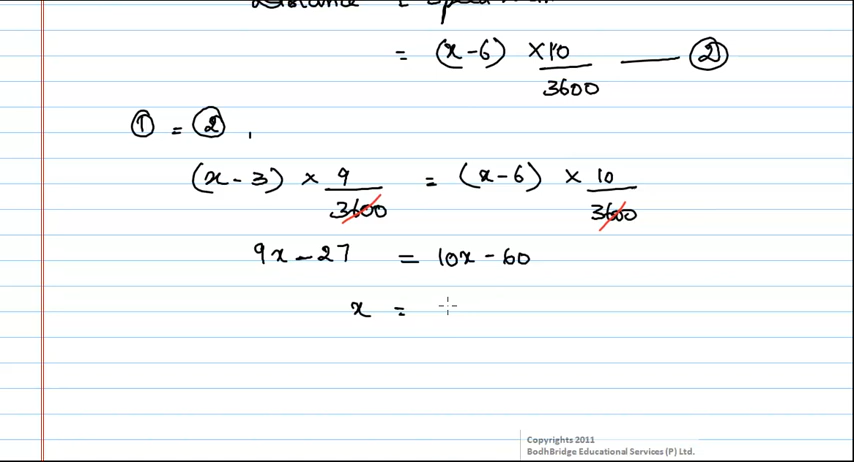 = (x-6) × 10/3600 —— ②
① = ② ,
(x - 3) × 9/3600 = (x-6) × 10/3600
9x - 27 = 10x - 60
x =
Copyrights 2011
BodhBridge Educational Services (P) Ltd.